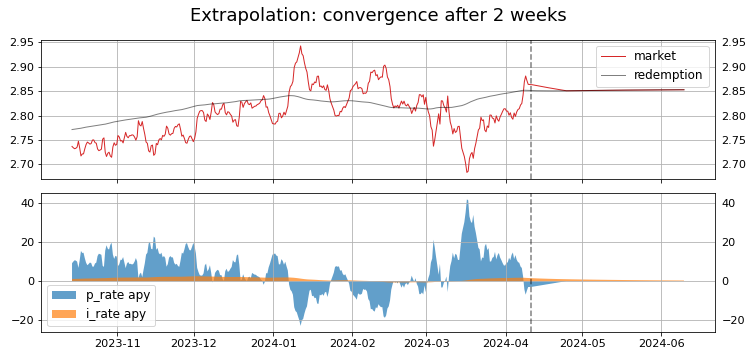 Extrapolation: convergence after 2 weeks
2.95 2.95
2.90 2.90
2.85 2.85
2.80 2.80
2.75 2.75
2.70 2.70
market
redemption
40 40
20 20
0 0
−20 −20
p_rate apy
i_rate apy
2023-11 2023-12 2024-01 2024-02 2024-03 2024-04 2024-05 2024-06